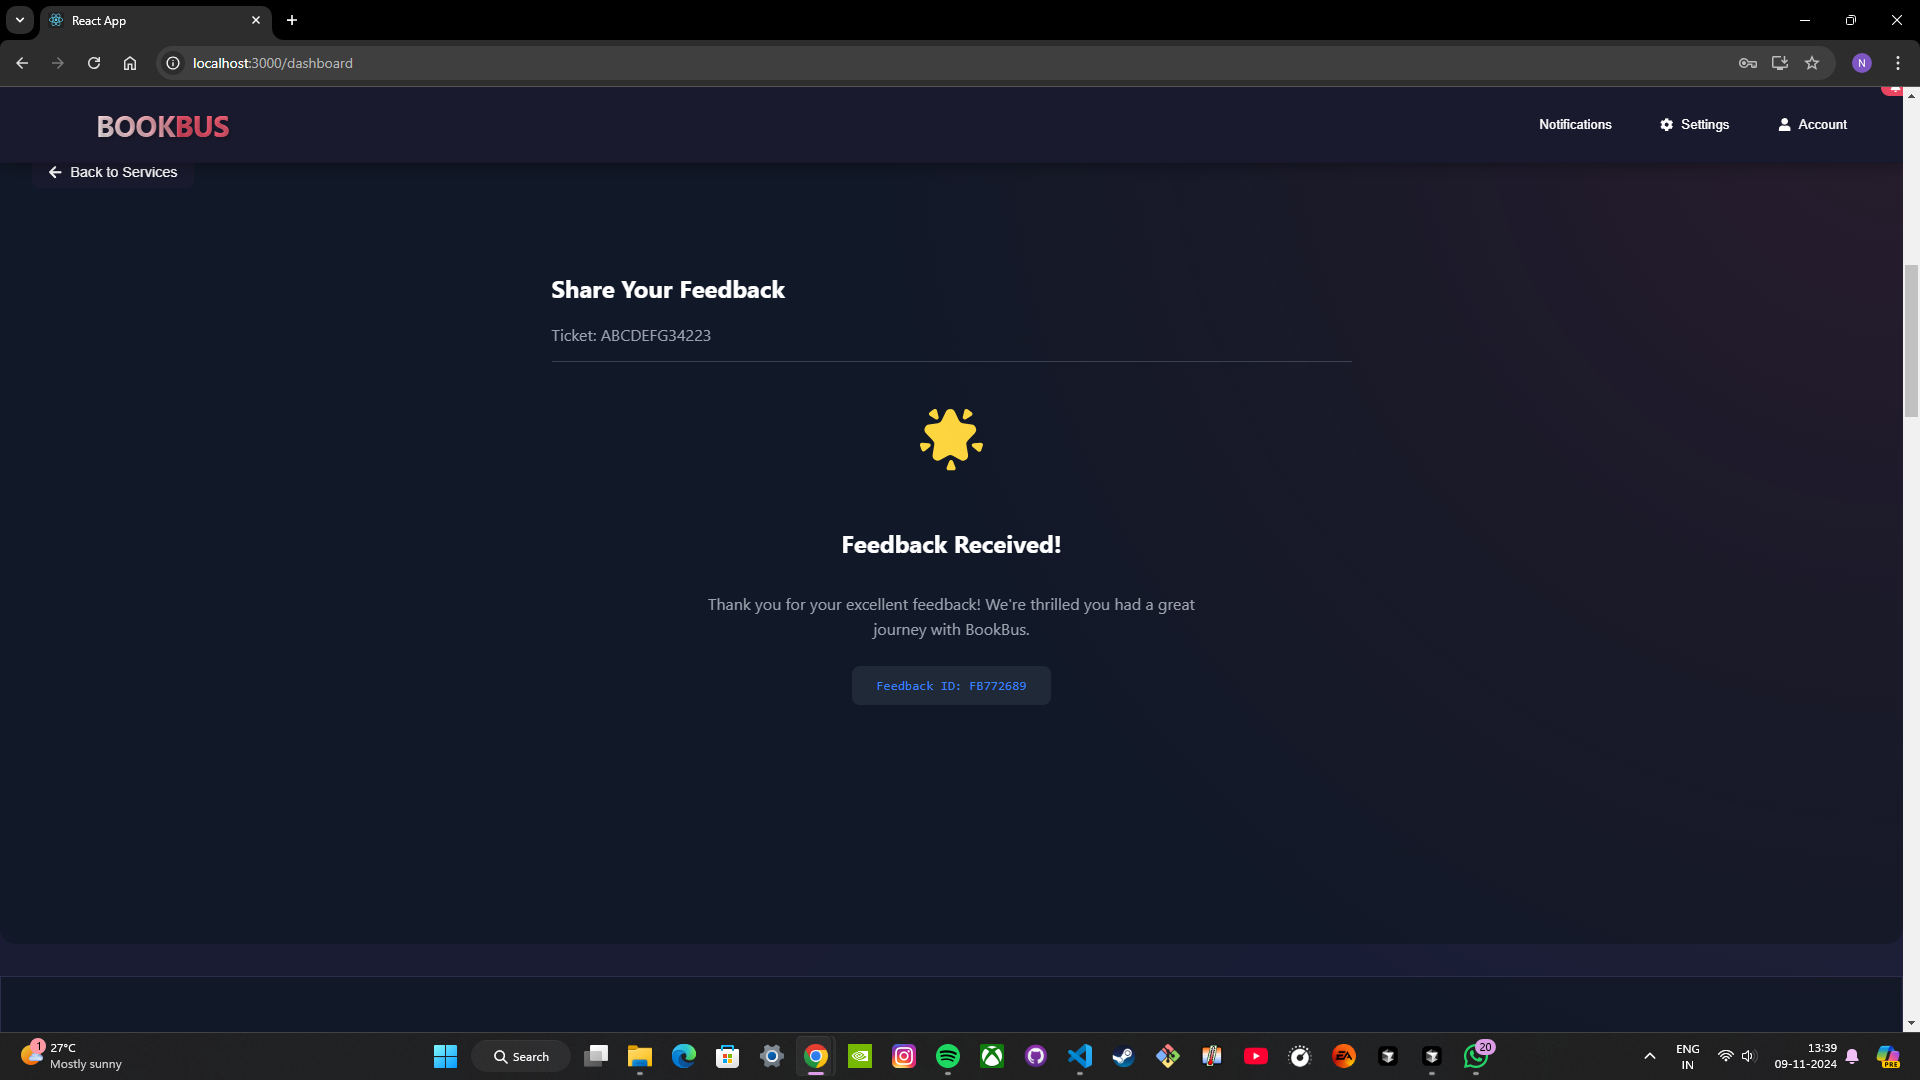 React App
localhost:3000/dashboard
N
BOOKBUS
Notifications
Settings
Account
Back to Services
Share Your Feedback
Ticket: ABCDEFG34223
Feedback Received!
Thank you for your excellent feedback! We're thrilled you had a great
journey with BookBus.
Feedback ID: FB772689
1
27°C
Mostly sunny
Search
EA
20
ENG
IN
13:39
09-11-2024
PRE